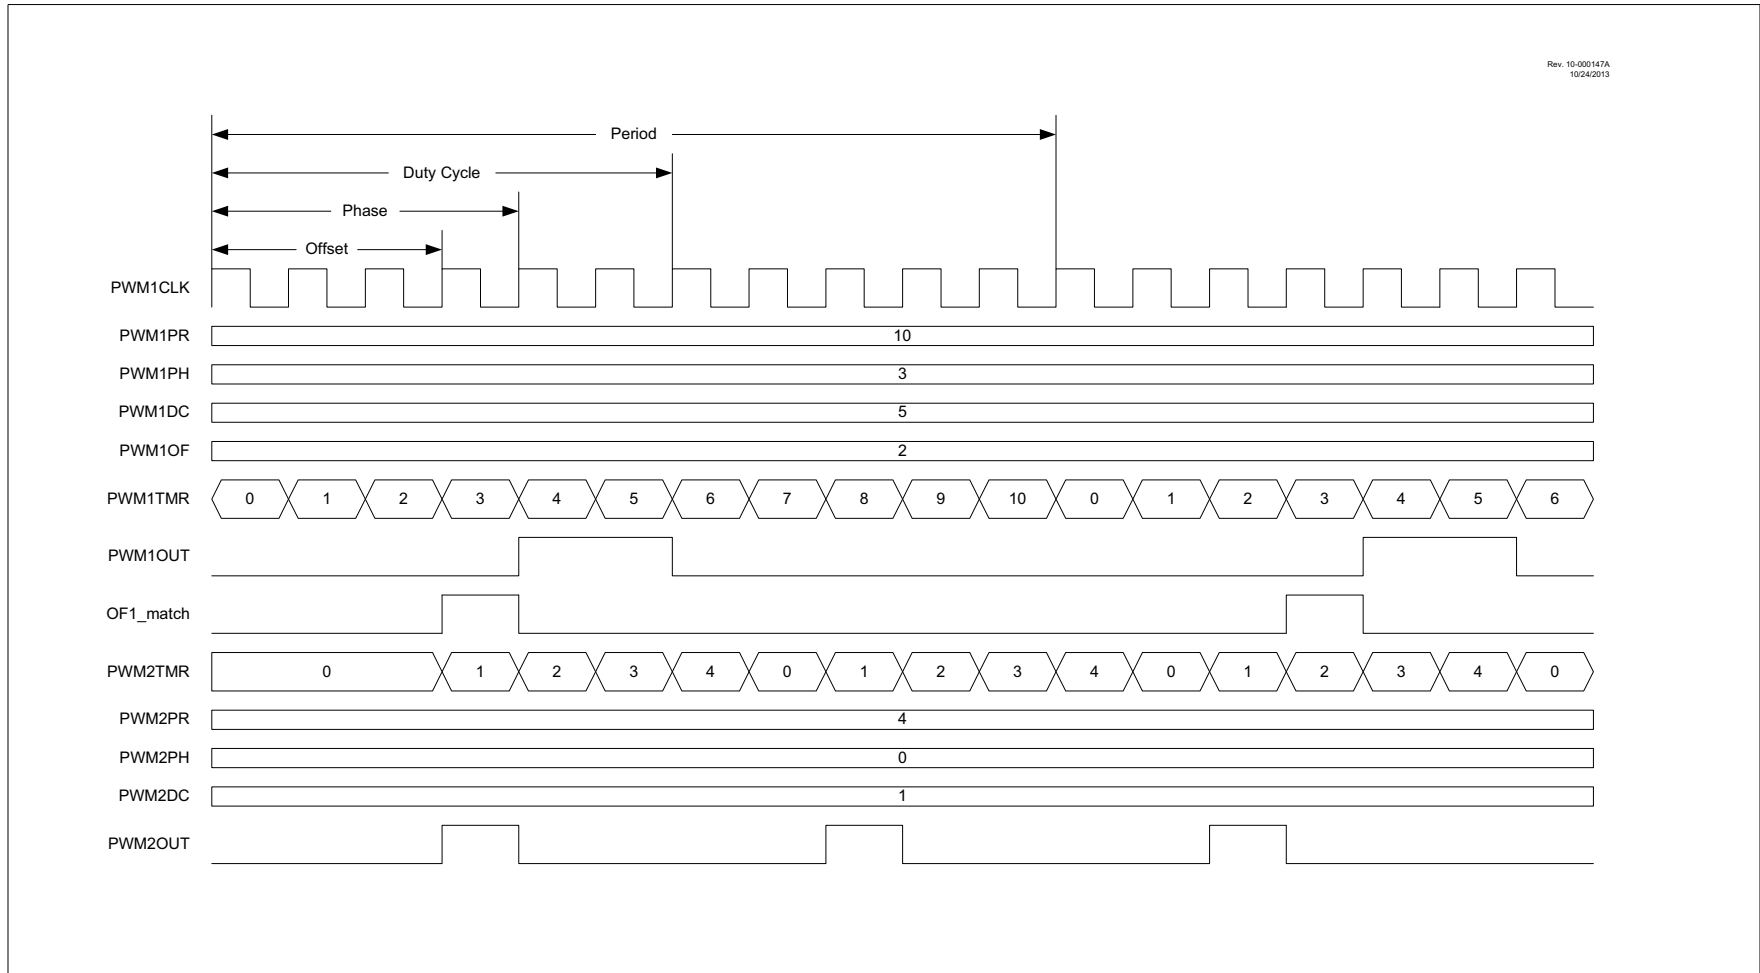 Rev. 10-000147A
10/24/2013
Period
Duty Cycle
Phase
Offset
PWM1CLK
PWM1PR 10
PWM1PH 3
PWM1DC 5
PWM1OF 2
PWM1TMR 0 1 2 3 4 5 6 7 8 9 10 0 1 2 3 4 5 6
PWM1OUT
OF1_match
PWM2TMR 0 1 2 3 4 0 1 2 3 4 0 1 2 3 4 0
PWM2PR 4
PWM2PH 0
PWM2DC 1
PWM2OUT